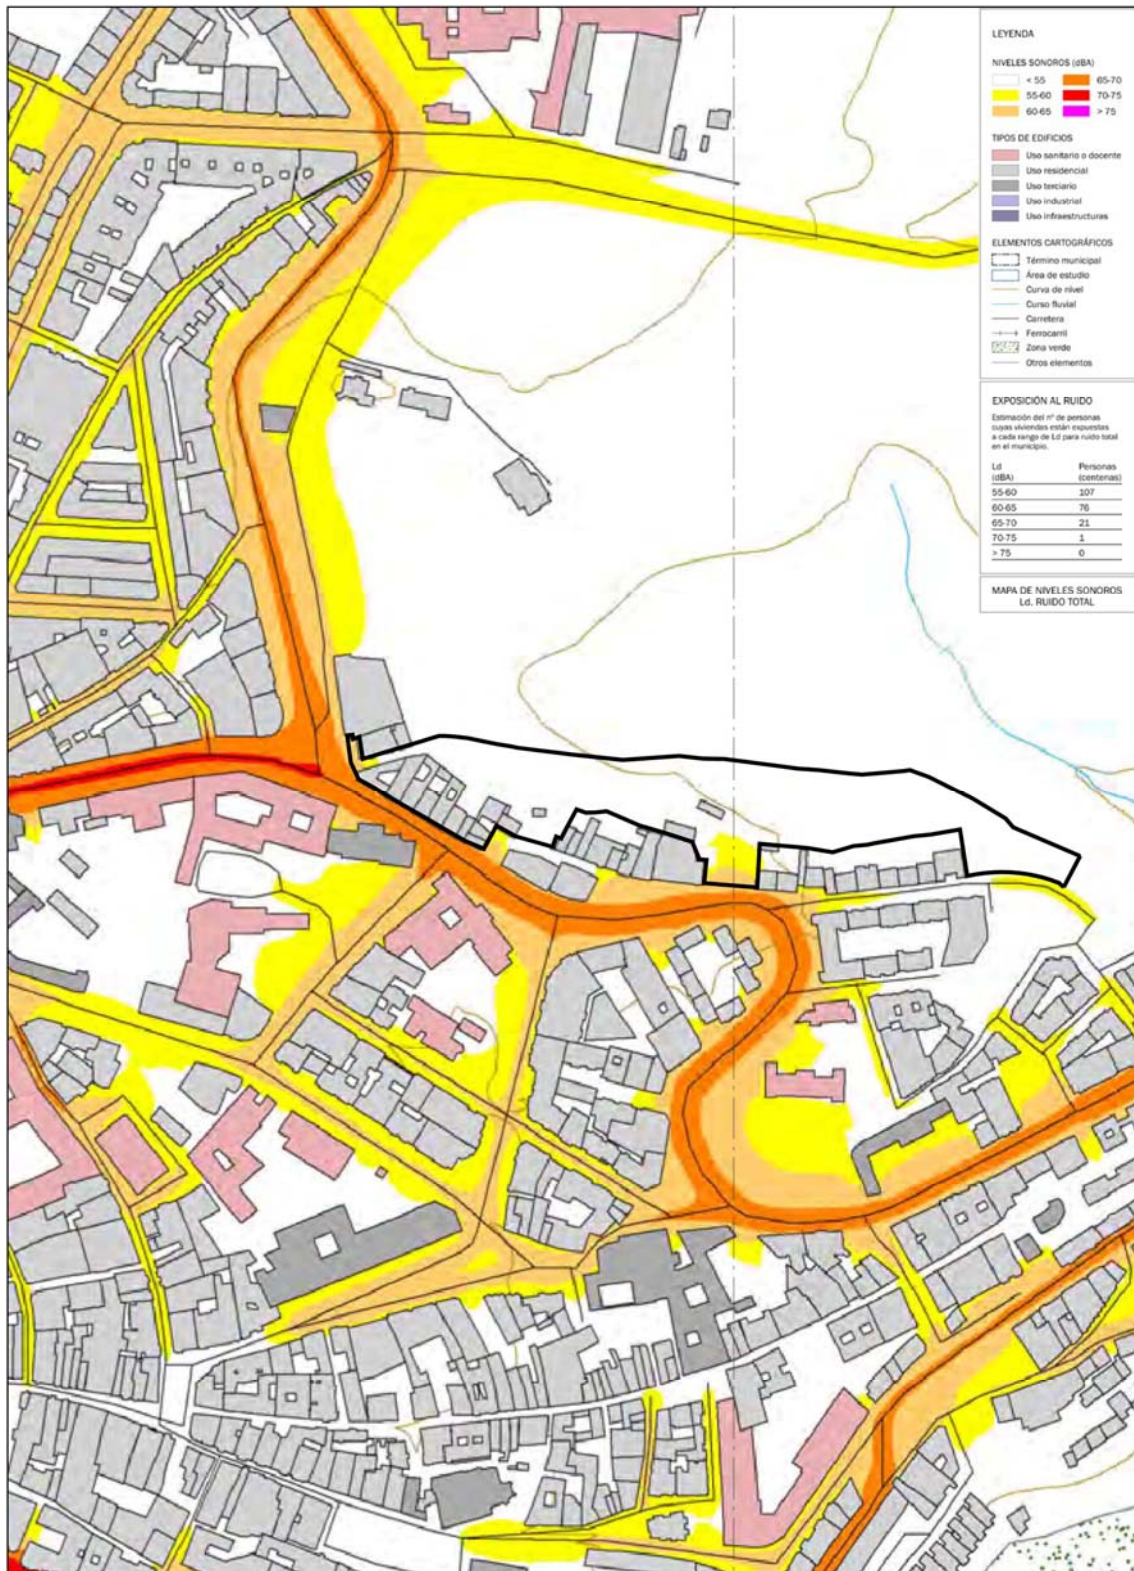 LEYENDA
NIVELES SONOROS (dBA)
< 55 65-70
55-60 70-75
60-65 > 75
TIPOS DE EDIFICIOS
Uso sanitario o docente
Uso residencial
Uso terciario
Uso industrial
Uso infraestructuras
ELEMENTOS CARTOGRÁFICOS
Término municipal
Área de estudio
Curva de nivel
Curso fluvial
Carretera
Ferrocarril
Zona verde
Otros elementos
EXPOSICIÓN AL RUIDO
Estimación del nº de personas
cuyas viviendas están expuestas
a cada rango de Ld para ruido total
en el municipio.
Ld Personas
(dBA) (centenas)
55-60 107
60-65 76
65-70 21
70-75 1
> 75 0
MAPA DE NIVELES SONOROS
Ld. RUIDO TOTAL